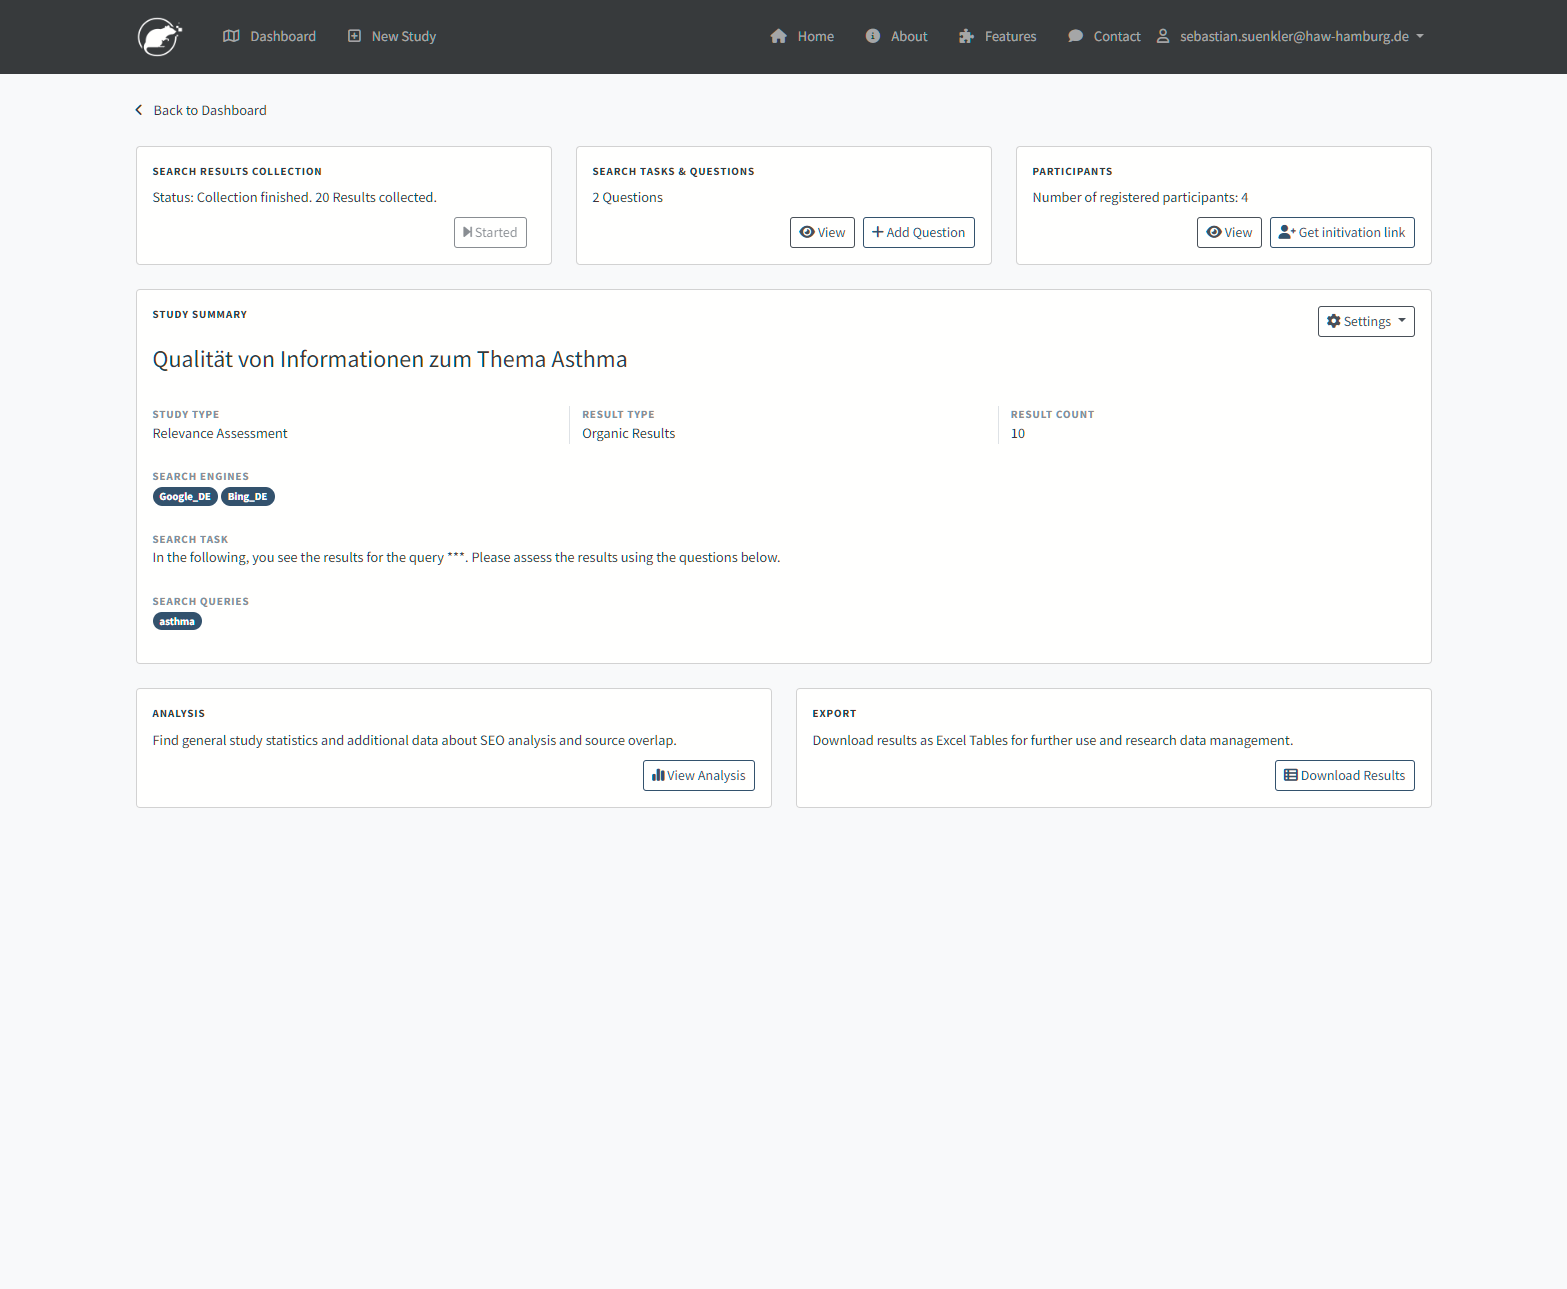 Dashboard New Study Home About Features Contact sebastian.suenkler@haw-hamburg.de
Back to Dashboard
SEARCH RESULTS COLLECTION
Status: Collection finished. 20 Results collected.
Started
SEARCH TASKS & QUESTIONS
2 Questions
View Add Question
PARTICIPANTS
Number of registered participants: 4
View Get initivation link
STUDY SUMMARY
Settings
Qualität von Informationen zum Thema Asthma
STUDY TYPE
Relevance Assessment
RESULT TYPE
Organic Results
RESULT COUNT
10
SEARCH ENGINES
Google_DE Bing_DE
SEARCH TASK
In the following, you see the results for the query ***. Please assess the results using the questions below.
SEARCH QUERIES
asthma
ANALYSIS
Find general study statistics and additional data about SEO analysis and source overlap.
View Analysis
EXPORT
Download results as Excel Tables for further use and research data management.
Download Results